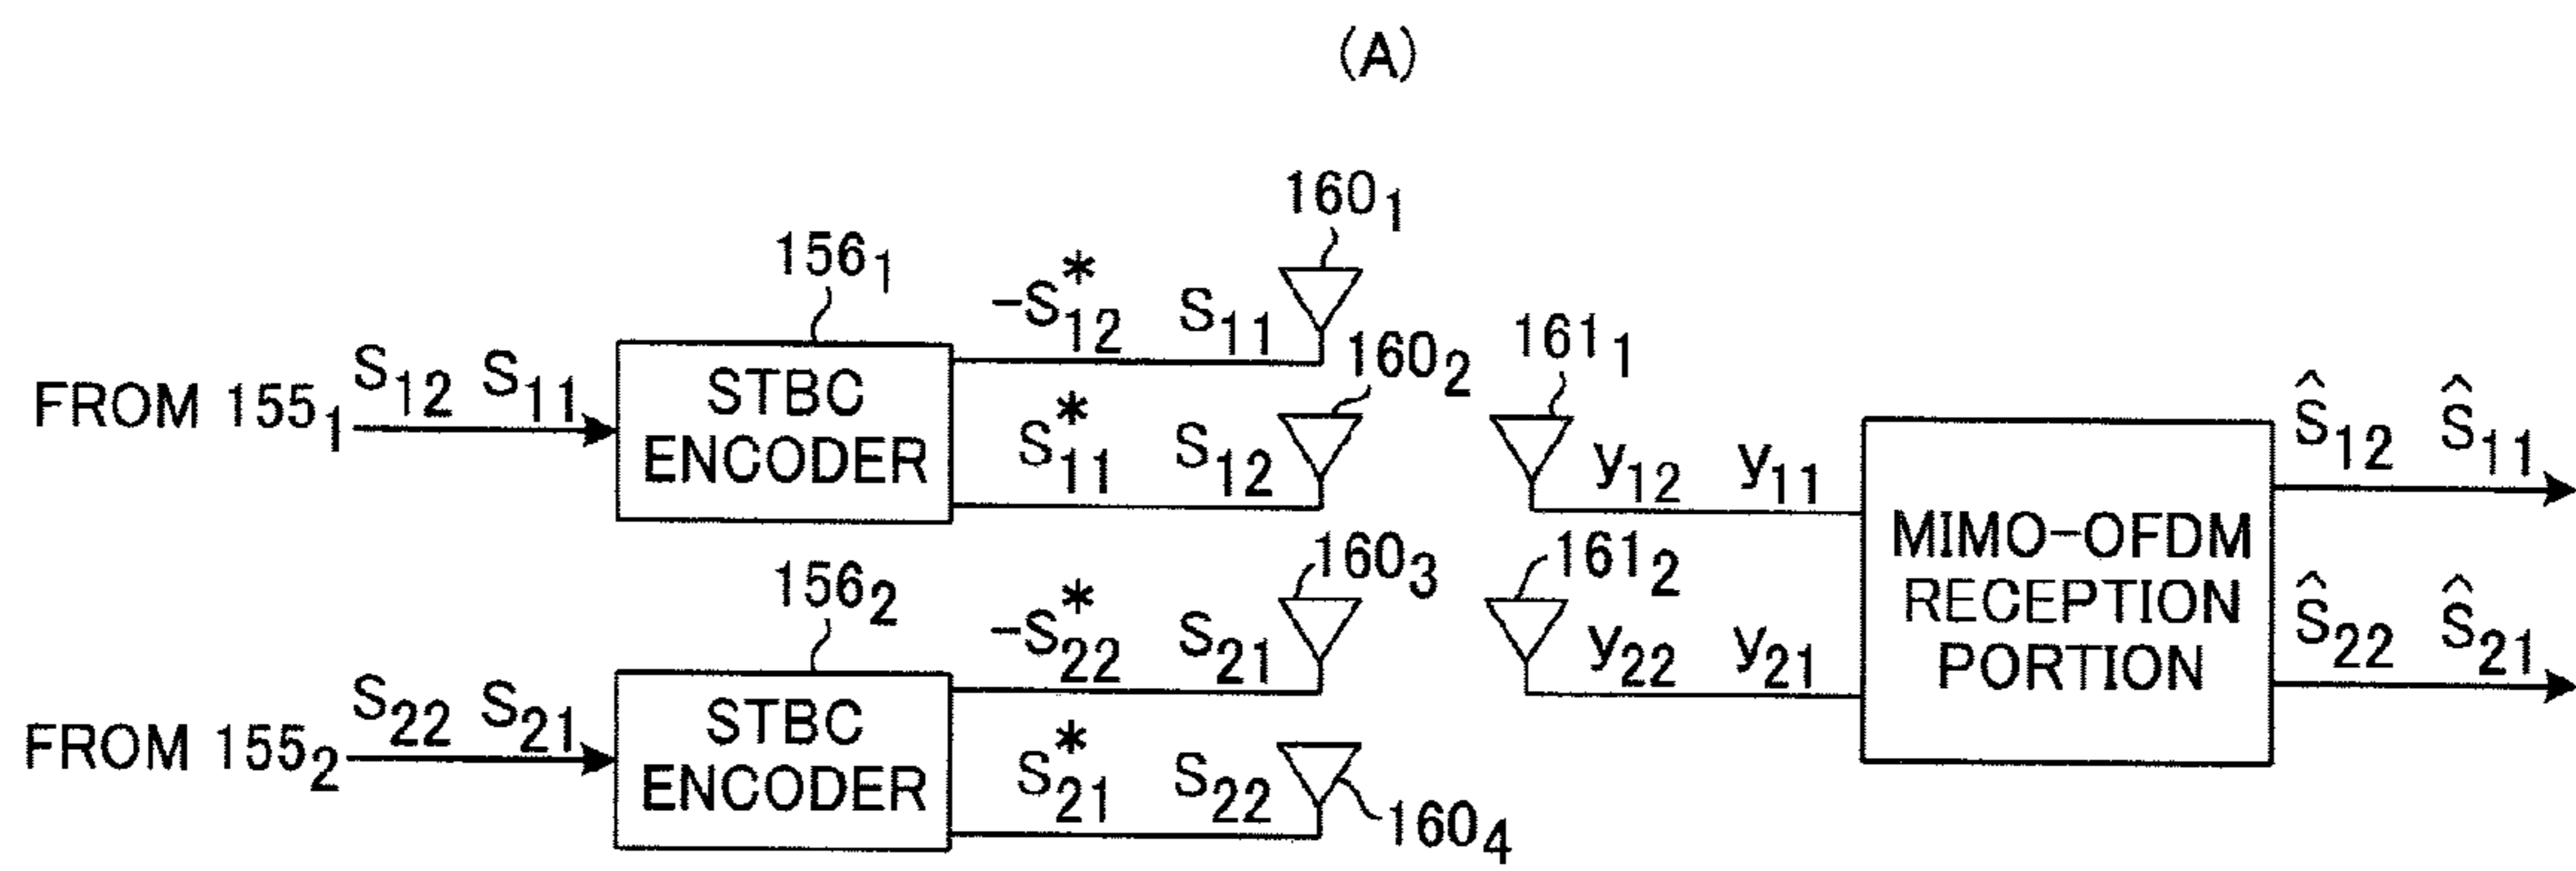 (A)
160₁
156₁
-S*₁₂ S₁₁
160₂
161₁
FROM 155₁ S₁₂ S₁₁
STBC
ENCODER
S*₁₁ S₁₂
y₁₂ y₁₁
Ŝ₁₂ Ŝ₁₁
MIMO-OFDM
RECEPTION
PORTION
156₂
160₃
161₂
-S*₂₂ S₂₁
y₂₂ y₂₁
Ŝ₂₂ Ŝ₂₁
FROM 155₂ S₂₂ S₂₁
STBC
ENCODER
S*₂₁ S₂₂
160₄